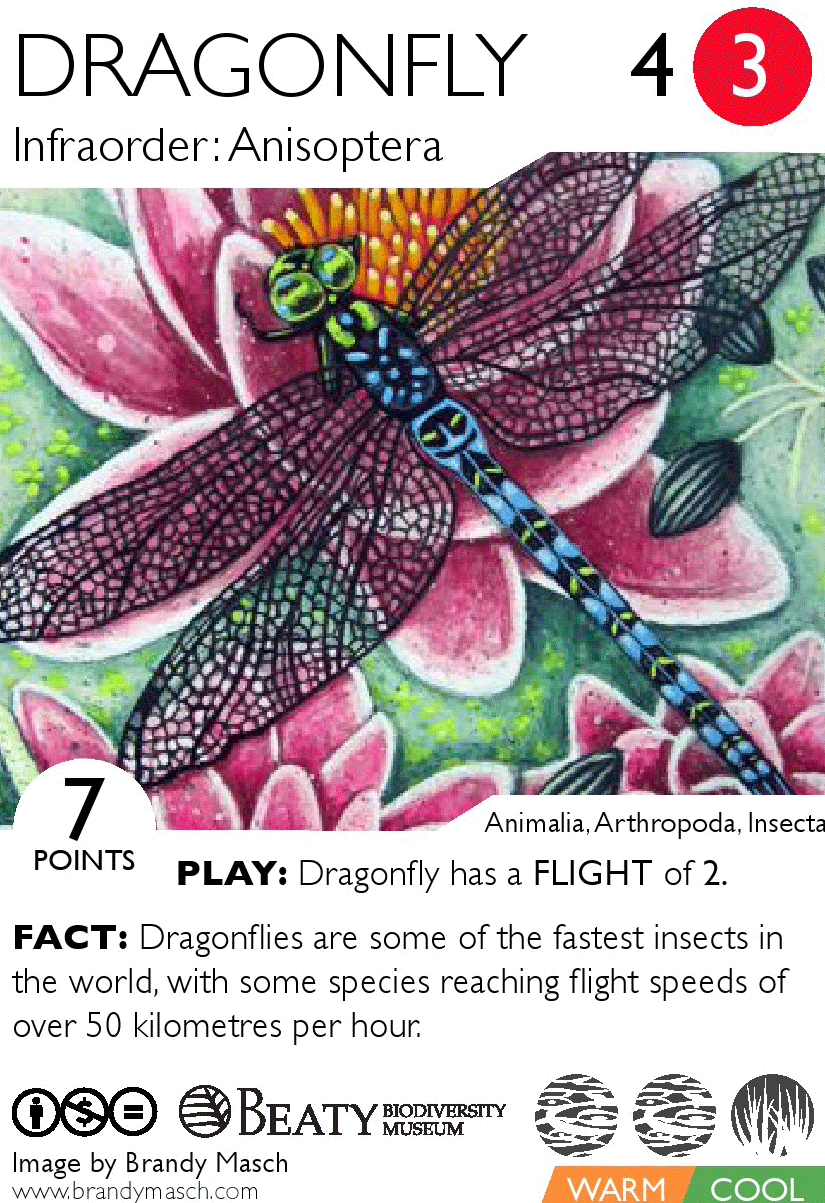 DRAGONFLY 4 3
Infraorder: Anisoptera
7
POINTS
Animalia, Arthropoda, Insecta
PLAY: Dragonfly has a FLIGHT of 2.
FACT: Dragonflies are some of the fastest insects in
the world, with some species reaching flight speeds of
over 50 kilometres per hour.
BEATY BIODIVERSITY
MUSEUM
Image by Brandy Masch
www.brandymasch.com
WARM COOL